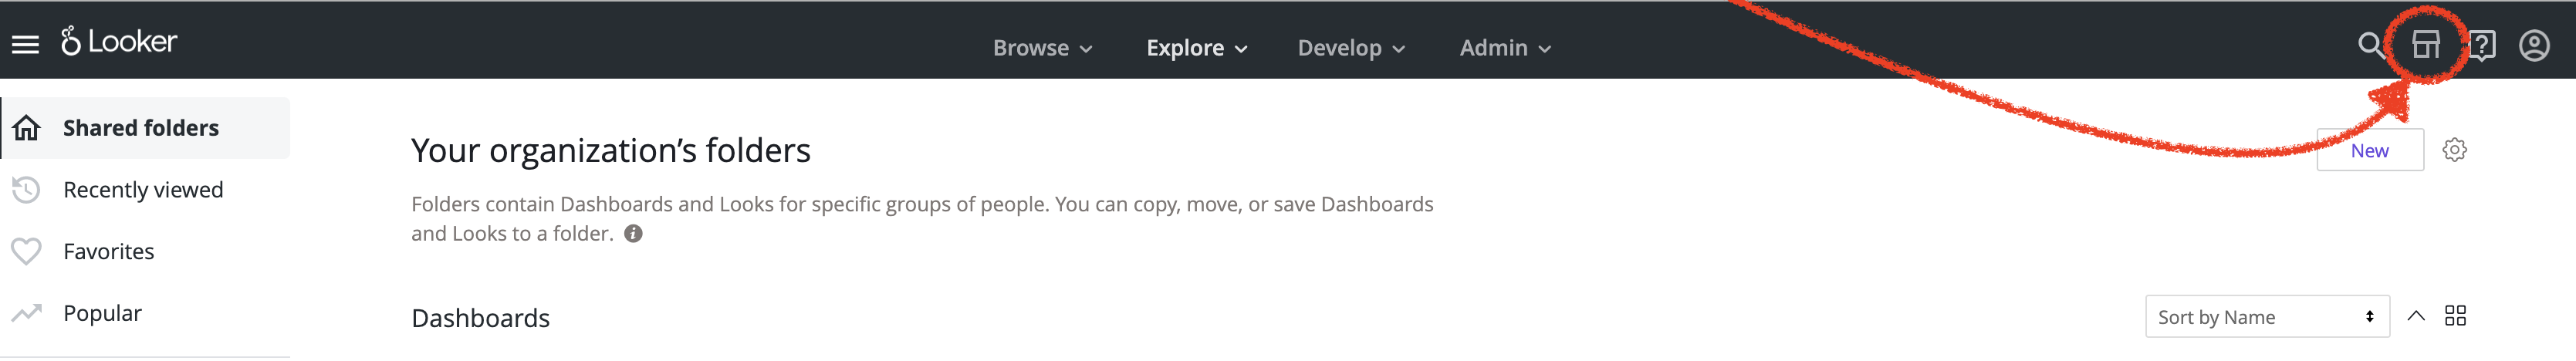 Looker
Browse
Explore
Develop
Admin
Shared folders
Recently viewed
Favorites
Popular
Your organization's folders
New
Folders contain Dashboards and Looks for specific groups of people. You can copy, move, or save Dashboards
and Looks to a folder.
Dashboards
Sort by Name